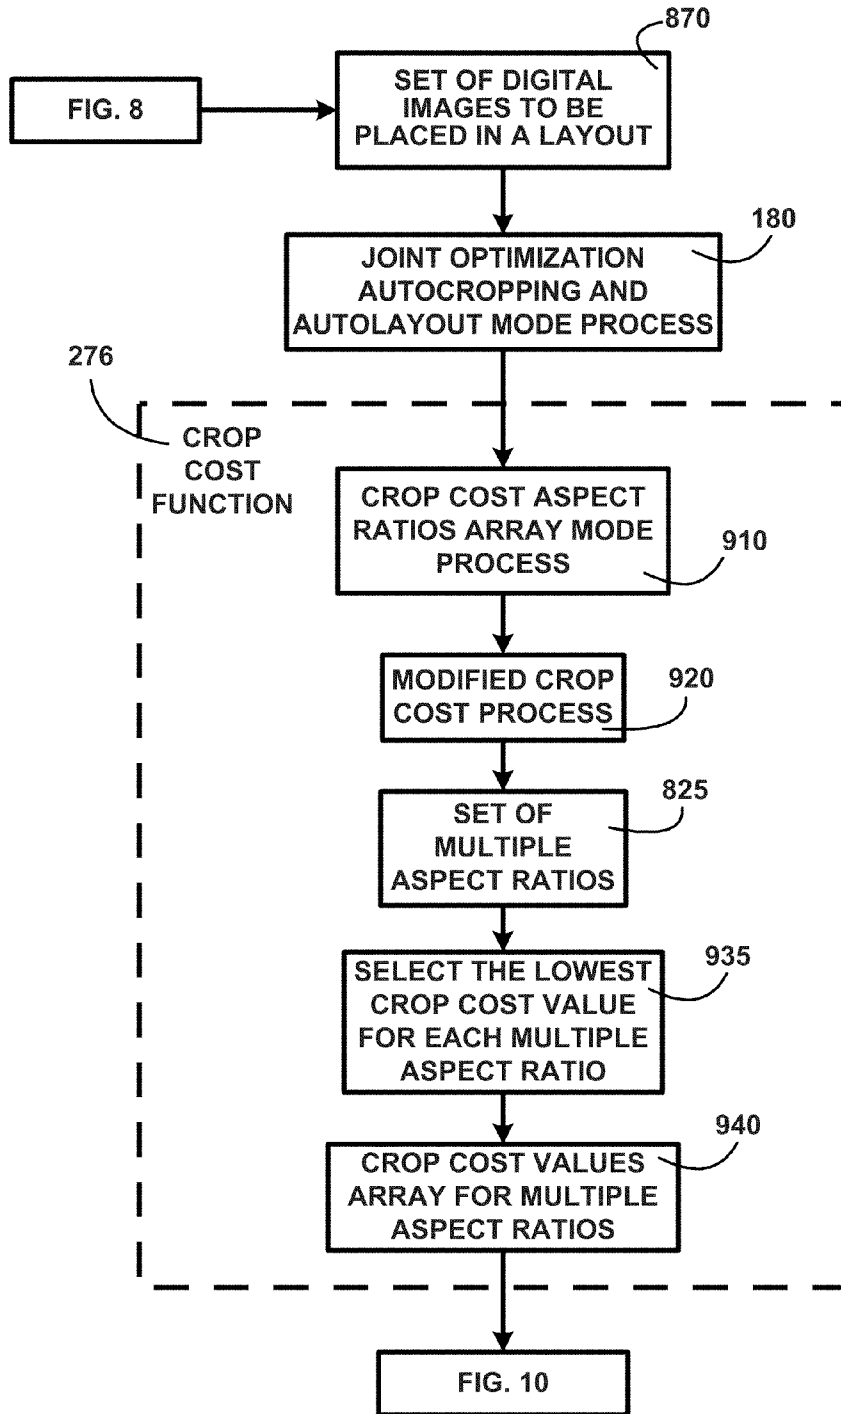 870
SET OF DIGITAL
IMAGES TO BE
PLACED IN A LAYOUT
FIG. 8
180
JOINT OPTIMIZATION
AUTOCROPPING AND
AUTOLAYOUT MODE PROCESS
276
CROP
COST
FUNCTION
CROP COST ASPECT
RATIOS ARRAY MODE
PROCESS
910
MODIFIED CROP
COST PROCESS
920
825
SET OF
MULTIPLE
ASPECT RATIOS
935
SELECT THE LOWEST
CROP COST VALUE
FOR EACH MULTIPLE
ASPECT RATIO
940
CROP COST VALUES
ARRAY FOR MULTIPLE
ASPECT RATIOS
FIG. 10